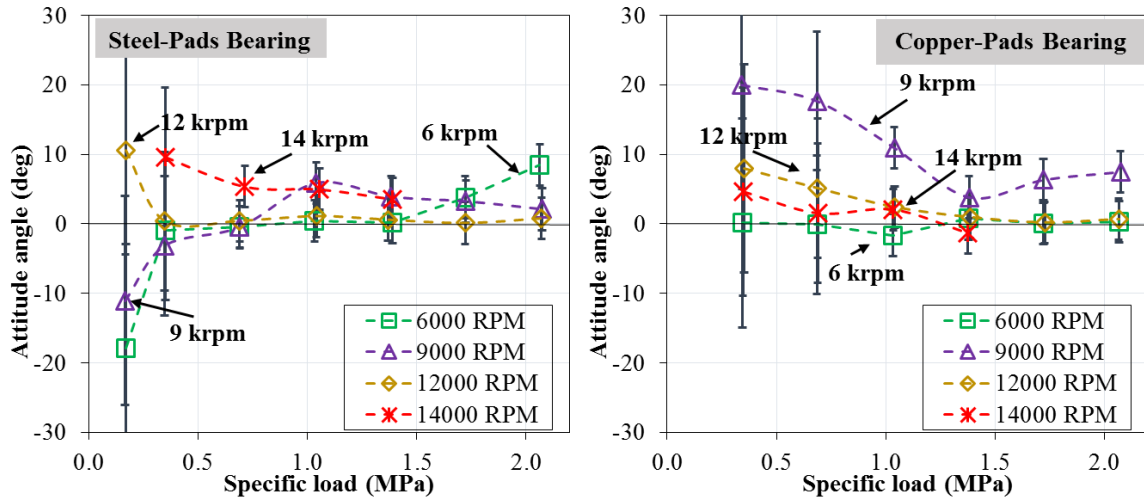 Steel-Pads Bearing
Attitude angle (deg)
30
20
10
0
-10
-20
-30
12 krpm
14 krpm
6 krpm
9 krpm
6000 RPM
9000 RPM
12000 RPM
14000 RPM
0.0 0.5 1.0 1.5 2.0
Specific load (MPa)
Copper-Pads Bearing
Attitude angle (deg)
30
20
10
0
-10
-20
-30
9 krpm
12 krpm
14 krpm
6 krpm
6000 RPM
9000 RPM
12000 RPM
14000 RPM
0.0 0.5 1.0 1.5 2.0
Specific load (MPa)